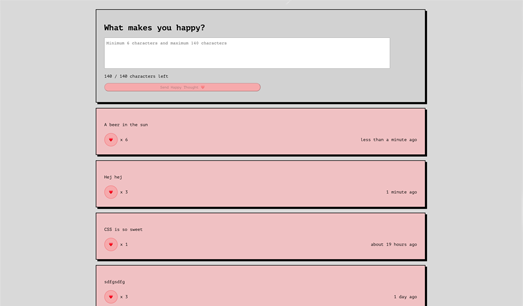 What makes you happy?
Minimum 6 characters and maximum 140 characters
140 / 140 characters left
Send Happy Thought
A beer in the sun
x 6
less than a minute ago
Hej hej
x 3
1 minute ago
CSS is so sweet
x 1
about 19 hours ago
sdfgsdfg
x 3
1 day ago